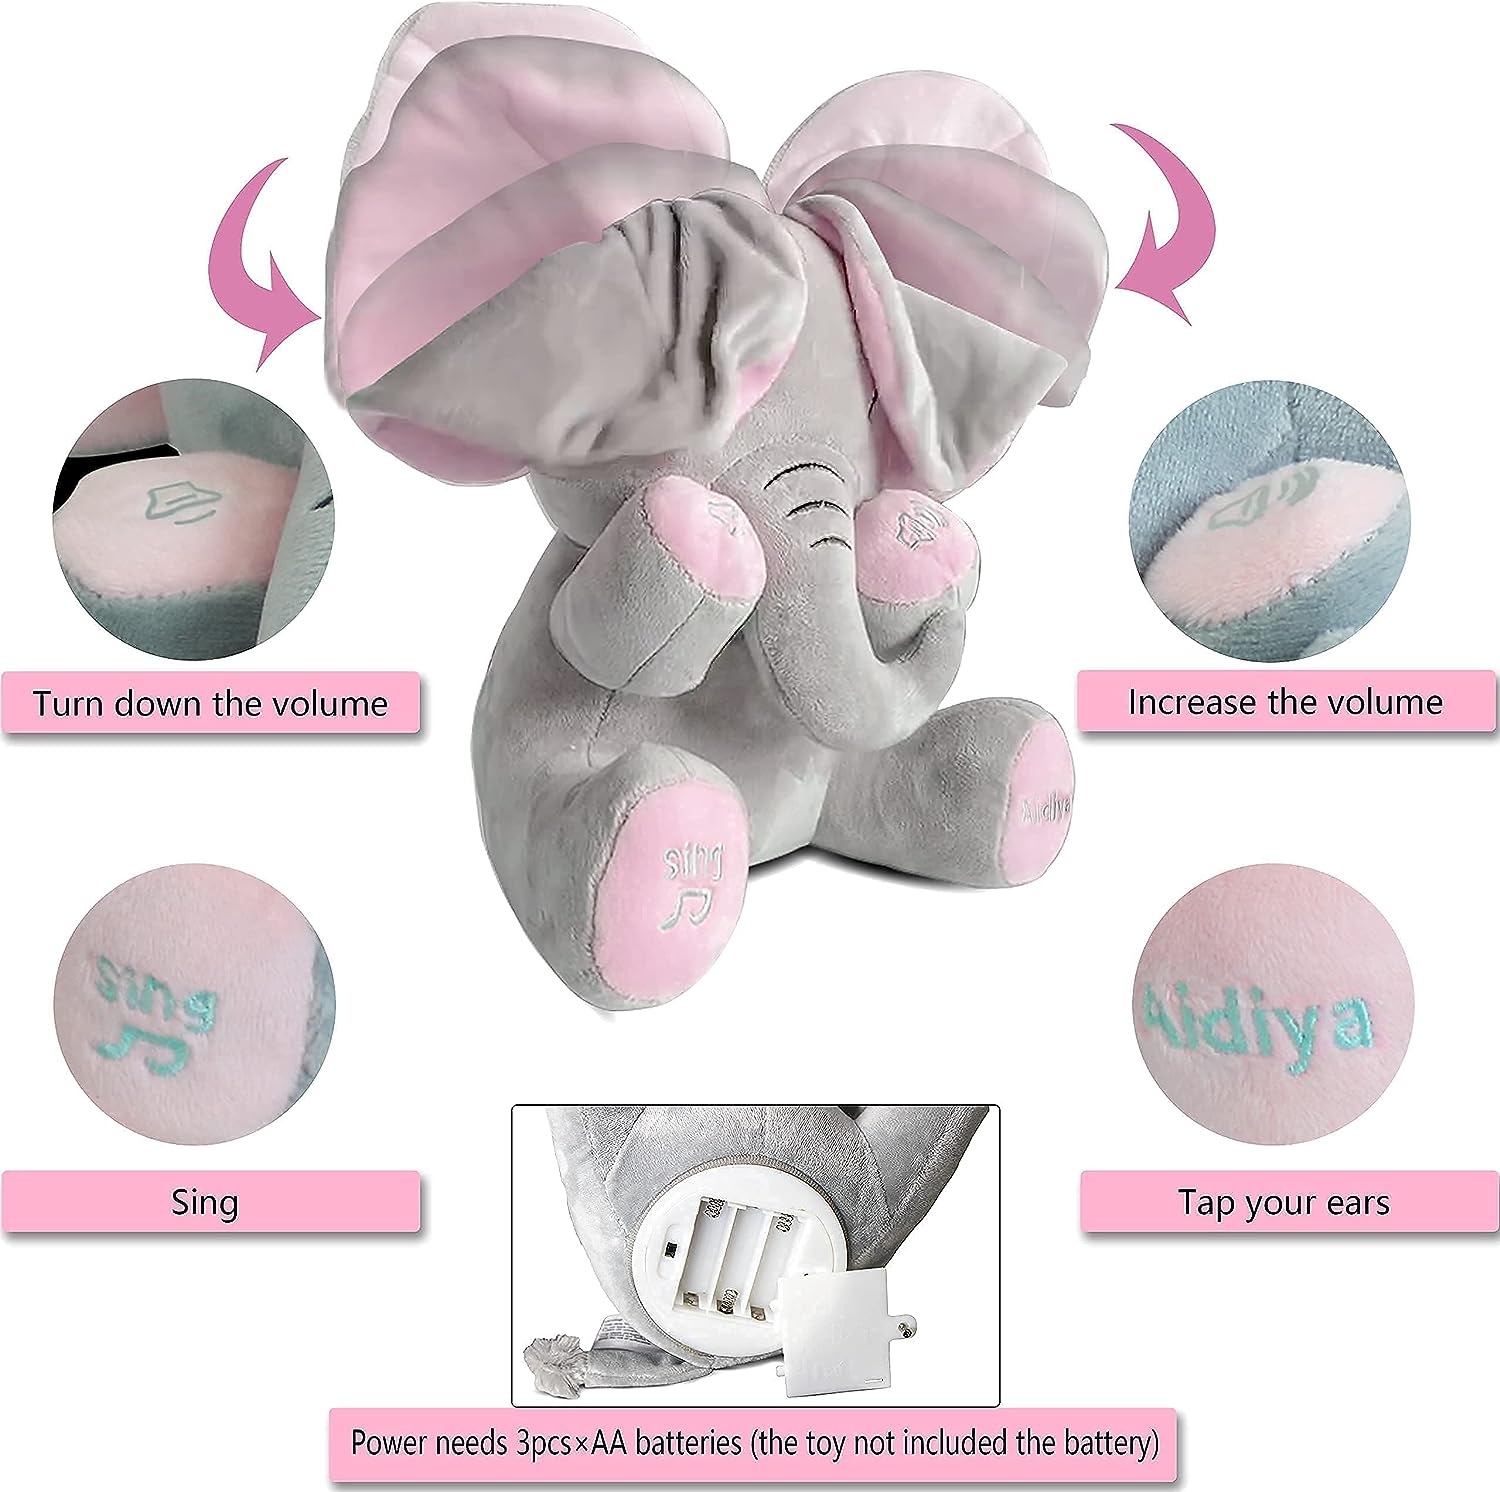 Turn down the volume
Increase the volume
sing
Aidiya
sing
Aidiya
Sing
Tap your ears
Power needs 3pcs×AA batteries (the toy not included the battery)